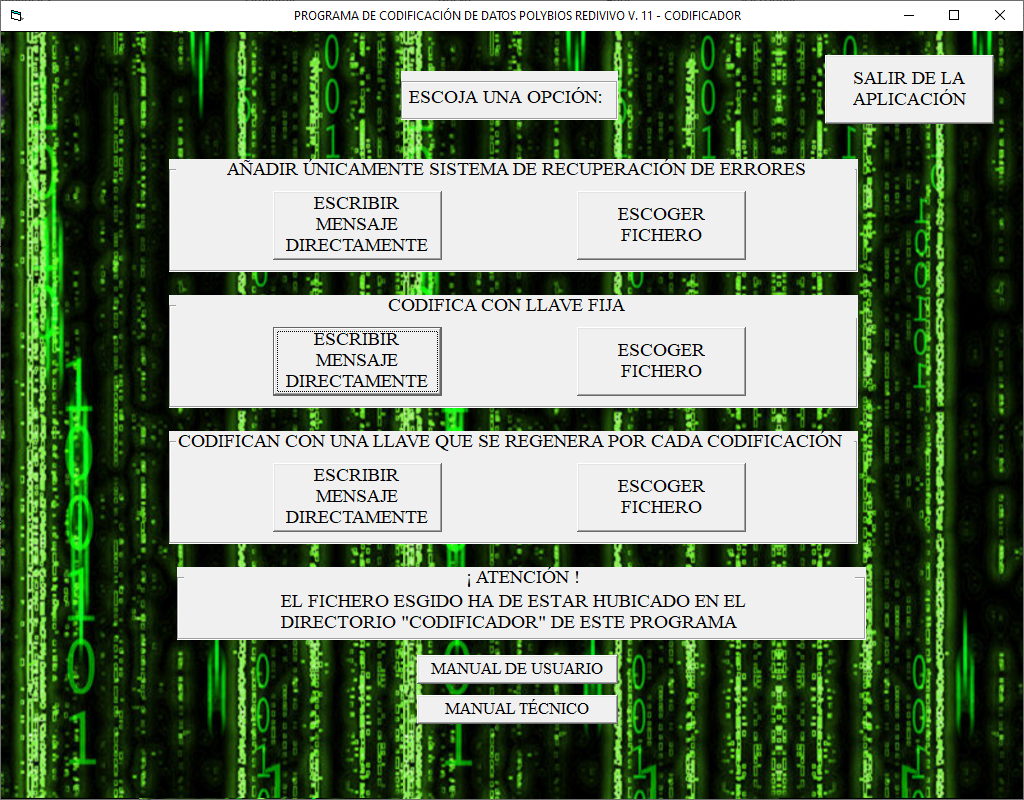 PROGRAMA DE CODIFICACIÓN DE DATOS POLYBIOS REDIVIVO V. 11 - CODIFICADOR
ESCOJA UNA OPCIÓN:
SALIR DE LA
APLICACIÓN
AÑADIR ÚNICAMENTE SISTEMA DE RECUPERACIÓN DE ERRORES
ESCRIBIR
MENSAJE
DIRECTAMENTE
ESCOGER
FICHERO
CODIFICA CON LLAVE FIJA
ESCRIBIR
MENSAJE
DIRECTAMENTE
ESCOGER
FICHERO
CODIFICAN CON UNA LLAVE QUE SE REGENERA POR CADA CODIFICACIÓN
ESCRIBIR
MENSAJE
DIRECTAMENTE
ESCOGER
FICHERO
¡ ATENCIÓN !
EL FICHERO ESGIDO HA DE ESTAR HUBICADO EN EL
DIRECTORIO "CODIFICADOR" DE ESTE PROGRAMA
MANUAL DE USUARIO
MANUAL TÉCNICO